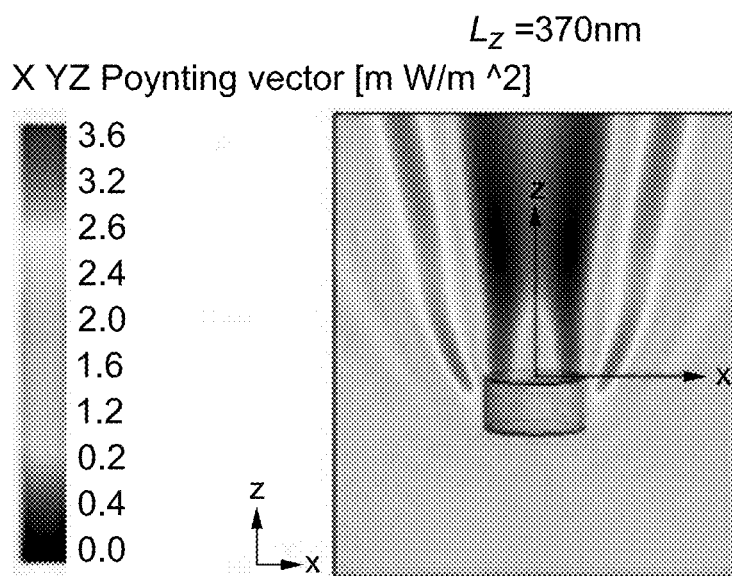 L_z =370nm
X YZ Poynting vector [m W/m ^2]
3.6
3.2
2.6
2.4
2.0
1.6
1.2
0.2
0.4
0.0
z
x
z
x